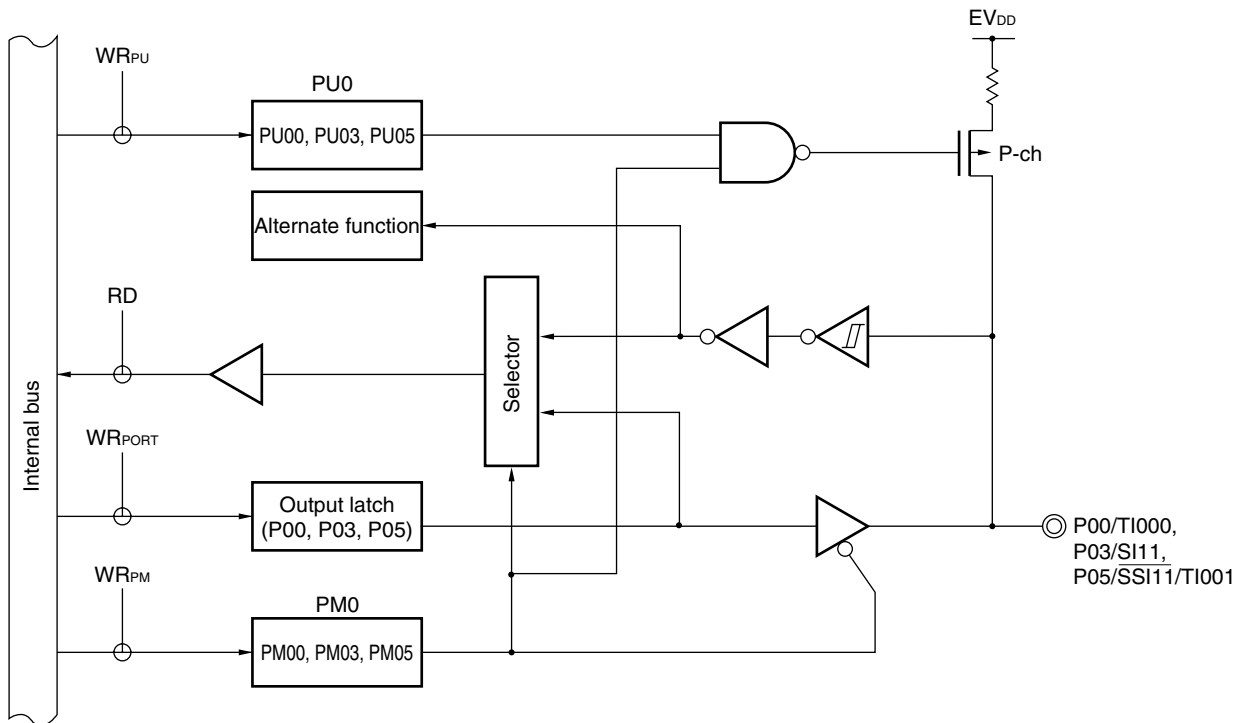 EVDD
WRPU
PU0
PU00, PU03, PU05
P-ch
Alternate function
RD
Selector
Internal bus
WRPORT
Output latch
(P00, P03, P05)
P00/TI000,
P03/SI11,
P05/SSI11/TI001
WRPM
PM0
PM00, PM03, PM05